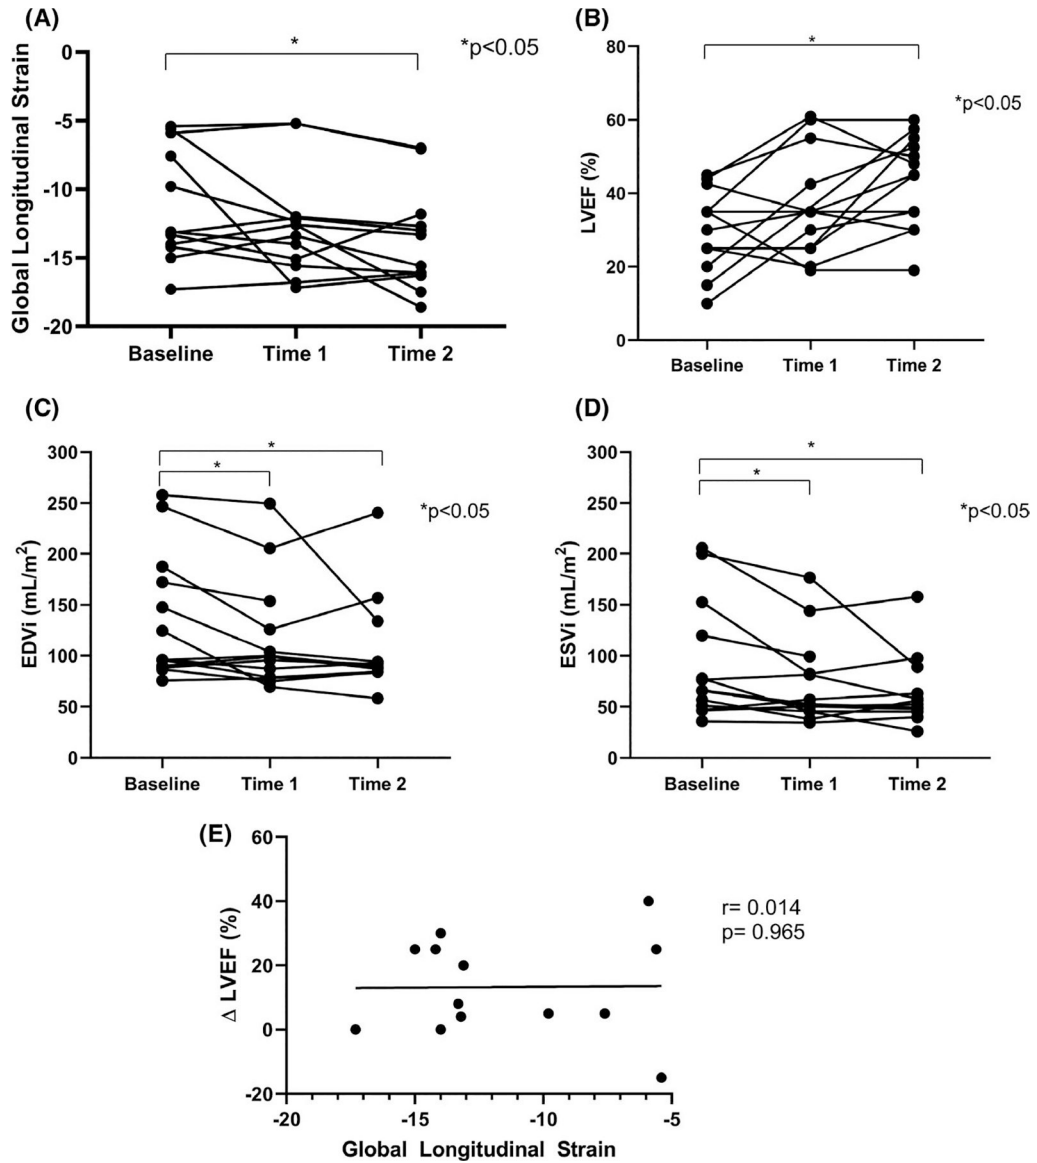 (A)
Global Longitudinal Strain
0
-5
-10
-15
-20
*
*p<0.05
Baseline Time 1 Time 2
(B)
LVEF (%)
80
60
40
20
0
*
*p<0.05
Baseline Time 1 Time 2
(C)
EDVi (mL/m²)
300
250
200
150
100
50
0
*
*
*p<0.05
Baseline Time 1 Time 2
(D)
ESVi (mL/m²)
300
250
200
150
100
50
0
*
*
*p<0.05
Baseline Time 1 Time 2
(E)
Δ LVEF (%)
60
40
20
0
-20
r= 0.014
p= 0.965
-20 -15 -10 -5
Global Longitudinal Strain